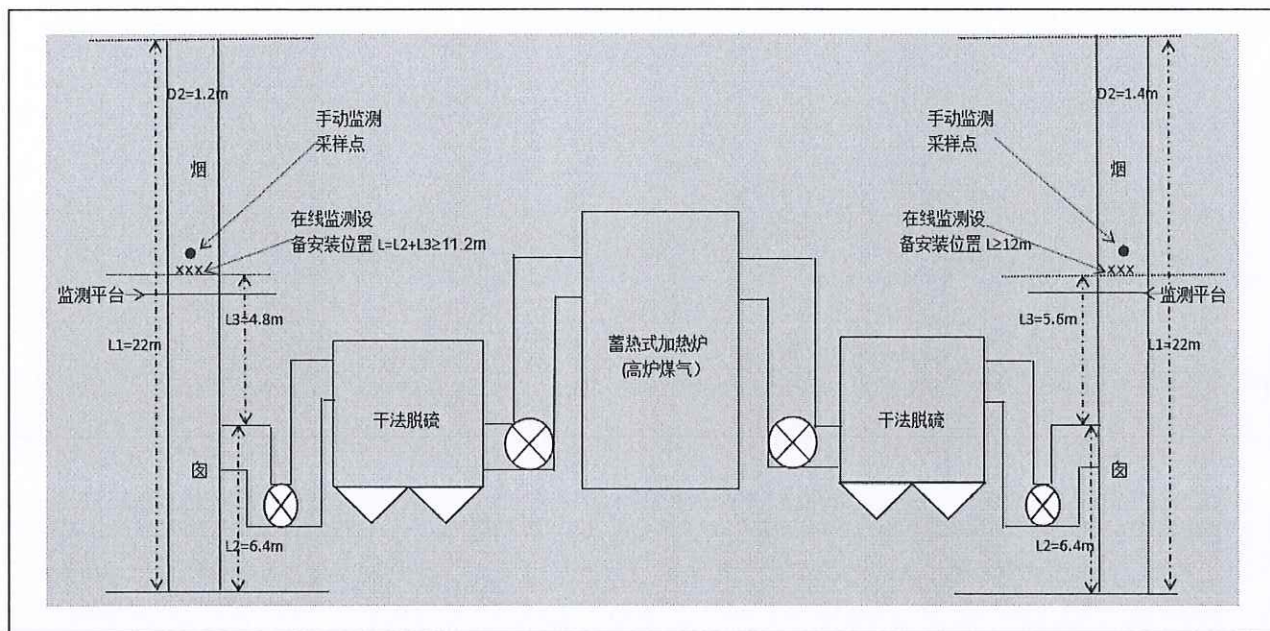 D2=1.2m
手动监测
采样点
烟
在线监测设
备安装位置 L=L2+L3≥11.2m
xxx
监测平台
L3=4.8m
L1=22m
干法脱硫
囱
L2=6.4m
蓄热式加热炉
(高炉煤气)
D2=1.4m
手动监测
采样点
烟
在线监测设
备安装位置 L≥12m
xxx
监测平台
L3=5.6m
L1=22m
干法脱硫
囱
L2=6.4m